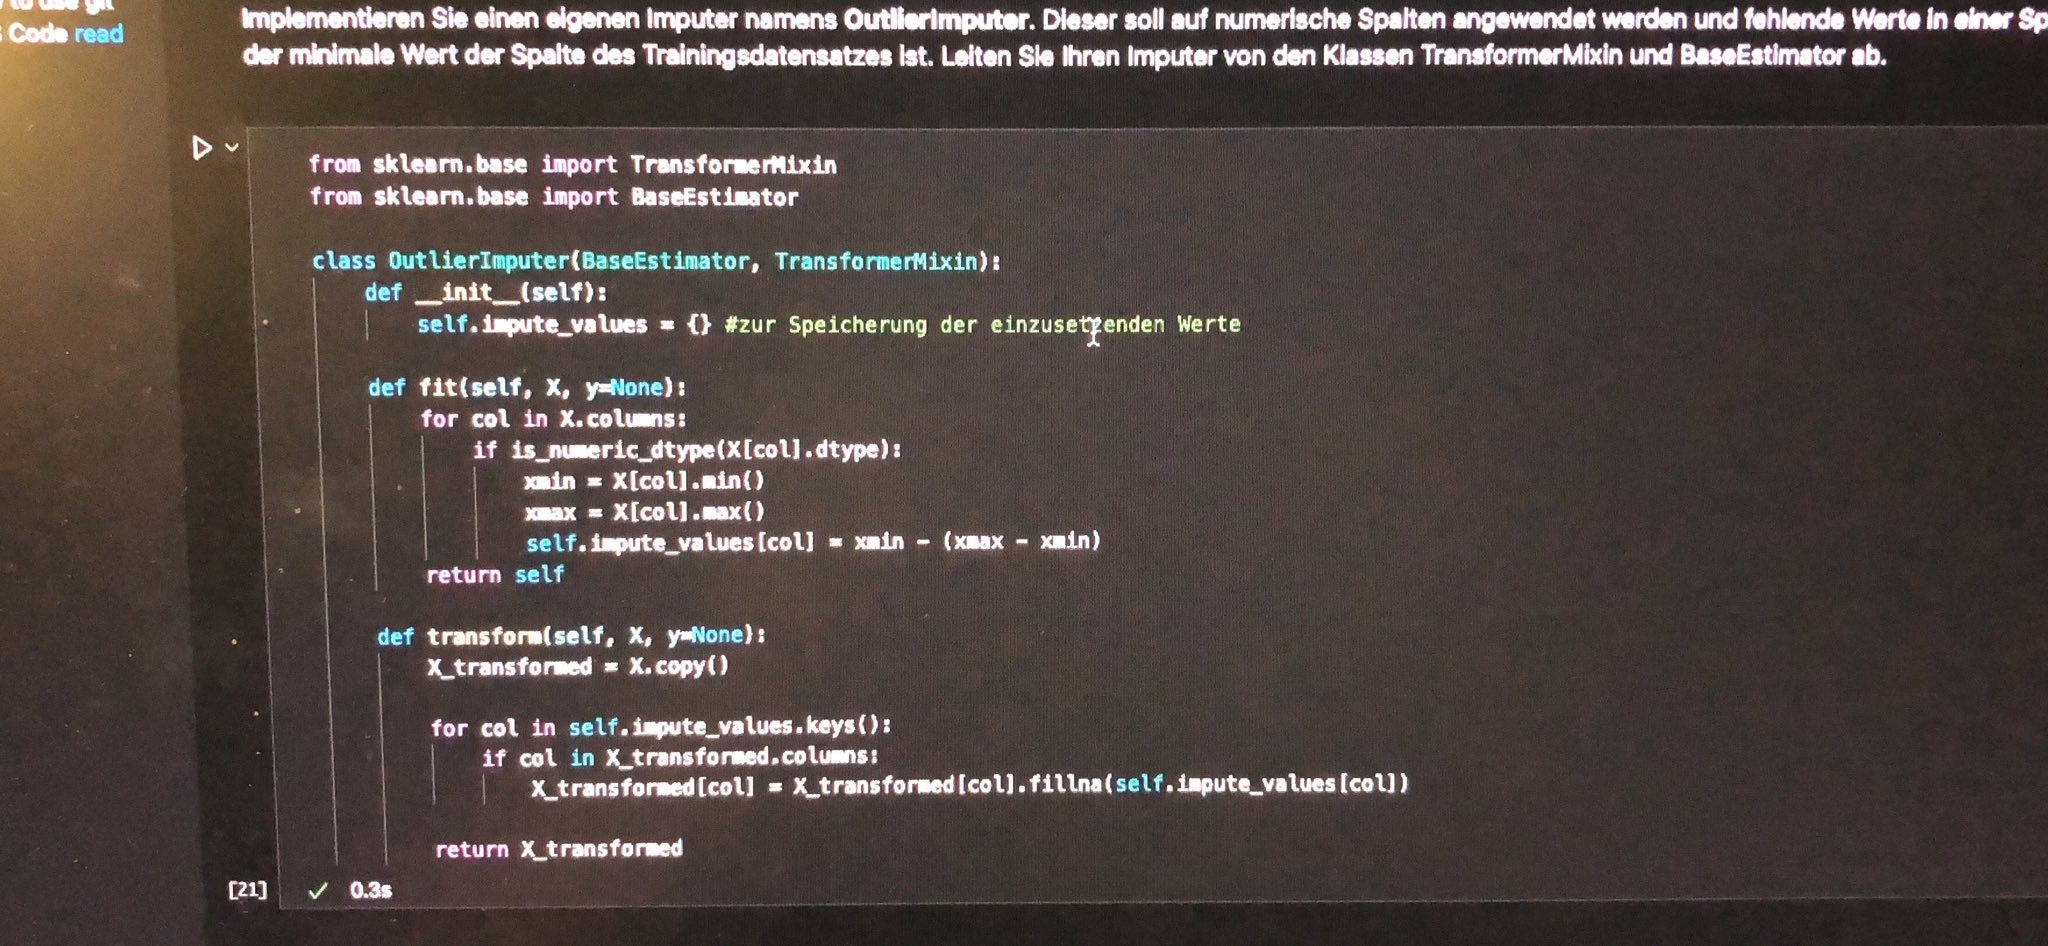 to use git
Code read
Implementieren Sie einen eigenen Imputer namens OutlierImputer. Dieser soll auf numerische Spalten angewendet werden und fehlende Werte in einer
der minimale Wert der Spalte des Trainingsdatensatzes ist. Leiten Sie Ihren Imputer von den Klassen TransformerMixin und BaseEstimator ab.
from sklearn.base import TransformerMixin
from sklearn.base import BaseEstimator
class OutlierImputer(BaseEstimator, TransformerMixin):
def __init__(self):
self.impute_values = {} #zur Speicherung der einzusetzenden Werte
def fit(self, X, y=None):
for col in X.columns:
if is_numeric_dtype(X[col].dtype):
xmin = X[col].min()
xmax = X[col].max()
self.impute_values[col] = xmin - (xmax - xmin)
return self
def transform(self, X, y=None):
X_transformed = X.copy()
for col in self.impute_values.keys():
if col in X_transformed.columns:
X_transformed[col] = X_transformed[col].fillna(self.impute_values[col])
return X_transformed
[21] ✓ 0.3s